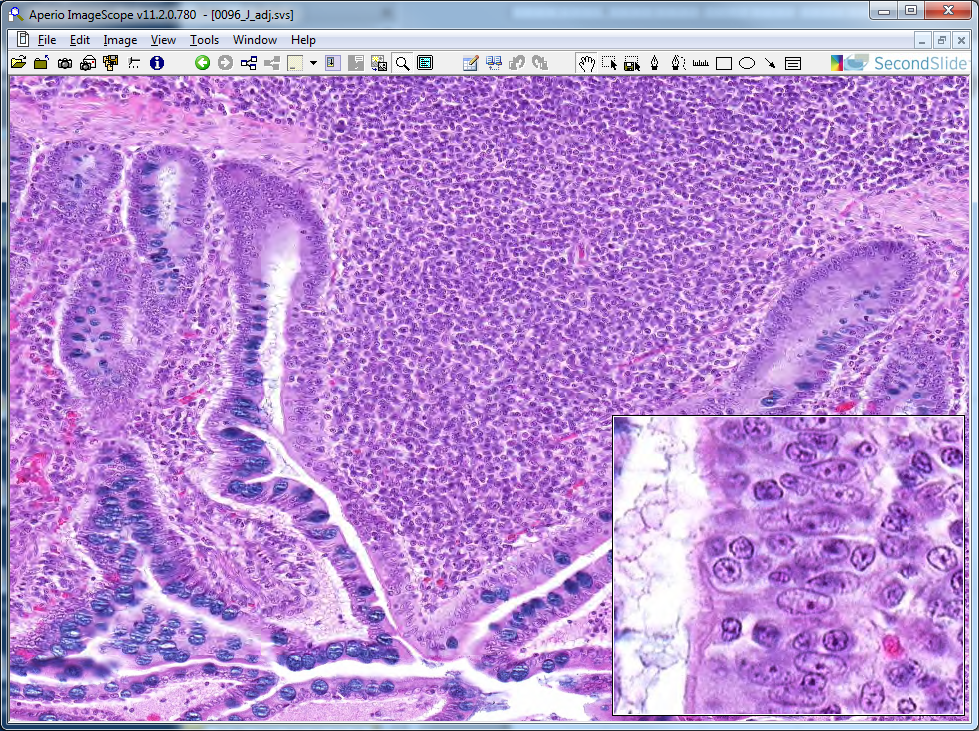 Aperio ImageScope v11.2.0.780 - [0096_J_adj.svs]
File Edit Image View Tools Window Help
SecondSlide